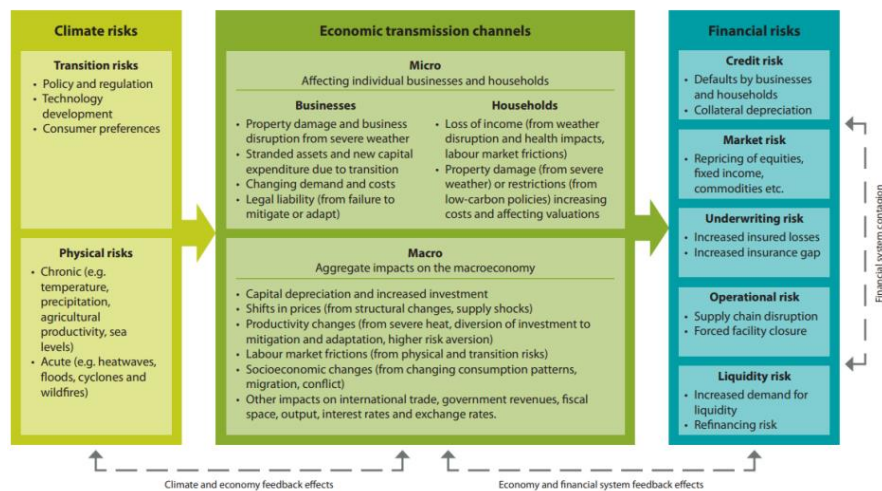 Climate risks
Transition risks
• Policy and regulation
• Technology
development
• Consumer preferences
Physical risks
• Chronic (e.g.
temperature,
precipitation,
agricultural
productivity, sea
levels)
• Acute (e.g. heatwaves,
floods, cyclones and
wildfires)
Economic transmission channels
Micro
Affecting individual businesses and households
Businesses
• Property damage and business
disruption from severe weather
• Stranded assets and new capital
expenditure due to transition
• Changing demand and costs
• Legal liability (from failure to
mitigate or adapt)
Households
• Loss of income (from weather
disruption and health impacts,
labour market frictions)
• Property damage (from severe
weather) or restrictions (from
low-carbon policies) increasing
costs and affecting valuations
Macro
Aggregate impacts on the macroeconomy
• Capital depreciation and increased investment
• Shifts in prices (from structural changes, supply shocks)
• Productivity changes (from severe heat, diversion of investment to
mitigation and adaptation, higher risk aversion)
• Labour market frictions (from physical and transition risks)
• Socioeconomic changes (from changing consumption patterns,
migration, conflict)
• Other impacts on international trade, government revenues, fiscal
space, output, interest rates and exchange rates.
Financial risks
Credit risk
• Defaults by businesses
and households
• Collateral depreciation
Market risk
• Repricing of equities,
fixed income,
commodities etc.
Underwriting risk
• Increased insured losses
• Increased insurance gap
Operational risk
• Supply chain disruption
• Forced facility closure
Liquidity risk
• Increased demand for
liquidity
• Refinancing risk
Financial system contagion
Climate and economy feedback effects
Economy and financial system feedback effects